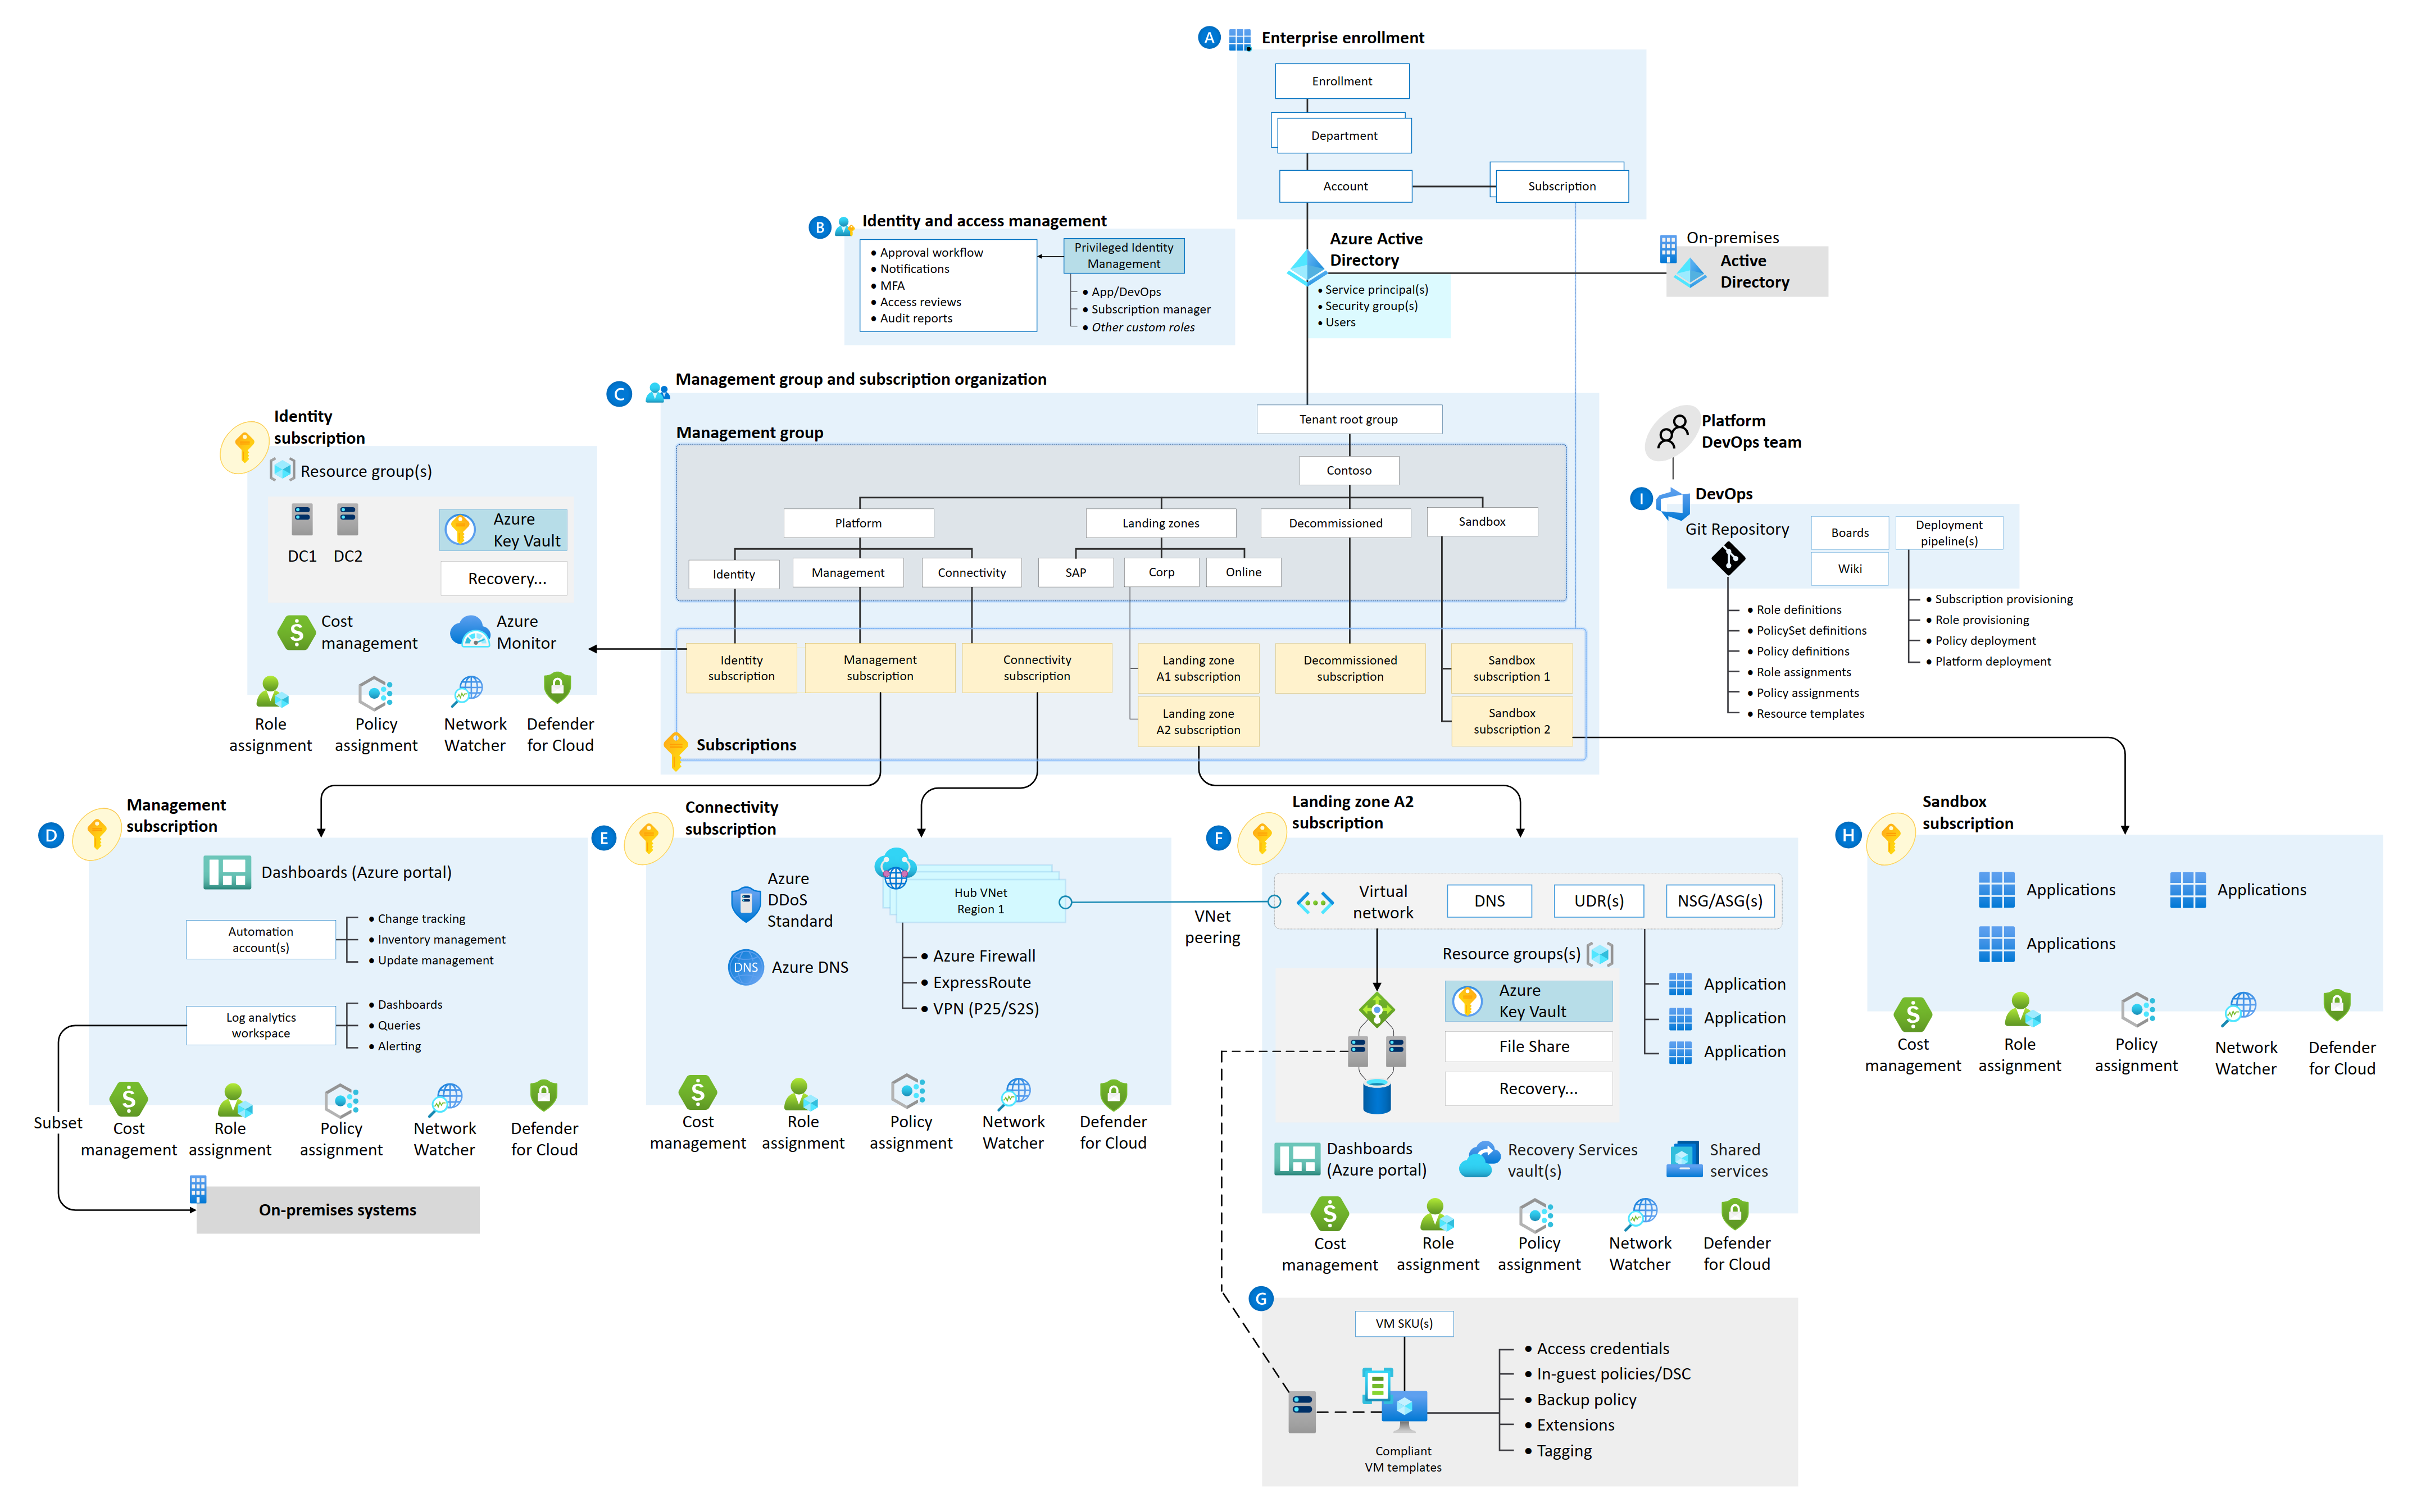 A
Enterprise enrollment
Enrollment
Department
Account
Subscription
B
Identity and access management
● Approval workflow
● Notifications
● MFA
● Access reviews
● Audit reports
Privileged Identity
Management
● App/DevOps
● Subscription manager
● Other custom roles
Azure Active
Directory
• Service principal(s)
• Security group(s)
• Users
On-premises
Active
Directory
C
Management group and subscription organization
Tenant root group
Management group
Contoso
Platform
Landing zones
Decommissioned
Sandbox
Identity
Management
Connectivity
SAP
Corp
Online
Identity
subscription
Management
subscription
Connectivity
subscription
Landing zone
A1 subscription
Landing zone
A2 subscription
Decommissioned
subscription
Sandbox
subscription 1
Sandbox
subscription 2
Subscriptions
Identity
subscription
Resource group(s)
DC1
DC2
Azure
Key Vault
Recovery...
Cost
management
Azure
Monitor
Role
assignment
Policy
assignment
Network
Watcher
Defender
for Cloud
Platform
DevOps team
I
DevOps
Git Repository
Boards
Wiki
Deployment
pipeline(s)
● Role definitions
● PolicySet definitions
● Policy definitions
● Role assignments
● Policy assignments
● Resource templates
● Subscription provisioning
● Role provisioning
● Policy deployment
● Platform deployment
D
Management
subscription
Dashboards (Azure portal)
Automation
account(s)
● Change tracking
● Inventory management
● Update management
Log analytics
workspace
● Dashboards
● Queries
● Alerting
Subset
Cost
management
Role
assignment
Policy
assignment
Network
Watcher
Defender
for Cloud
On-premises systems
E
Connectivity
subscription
Azure
DDoS
Standard
DNS
Azure DNS
Hub VNet
Region 1
● Azure Firewall
● ExpressRoute
● VPN (P25/S2S)
VNet
peering
Cost
management
Role
assignment
Policy
assignment
Network
Watcher
Defender
for Cloud
F
Landing zone A2
subscription
Virtual
network
DNS
UDR(s)
NSG/ASG(s)
Resource groups(s)
Azure
Key Vault
File Share
Recovery...
Application
Application
Application
Dashboards
(Azure portal)
Recovery Services
vault(s)
Shared
services
Cost
management
Role
assignment
Policy
assignment
Network
Watcher
Defender
for Cloud
G
VM SKU(s)
Compliant
VM templates
● Access credentials
● In-guest policies/DSC
● Backup policy
● Extensions
● Tagging
H
Sandbox
subscription
Applications
Applications
Applications
Cost
management
Role
assignment
Policy
assignment
Network
Watcher
Defender
for Cloud